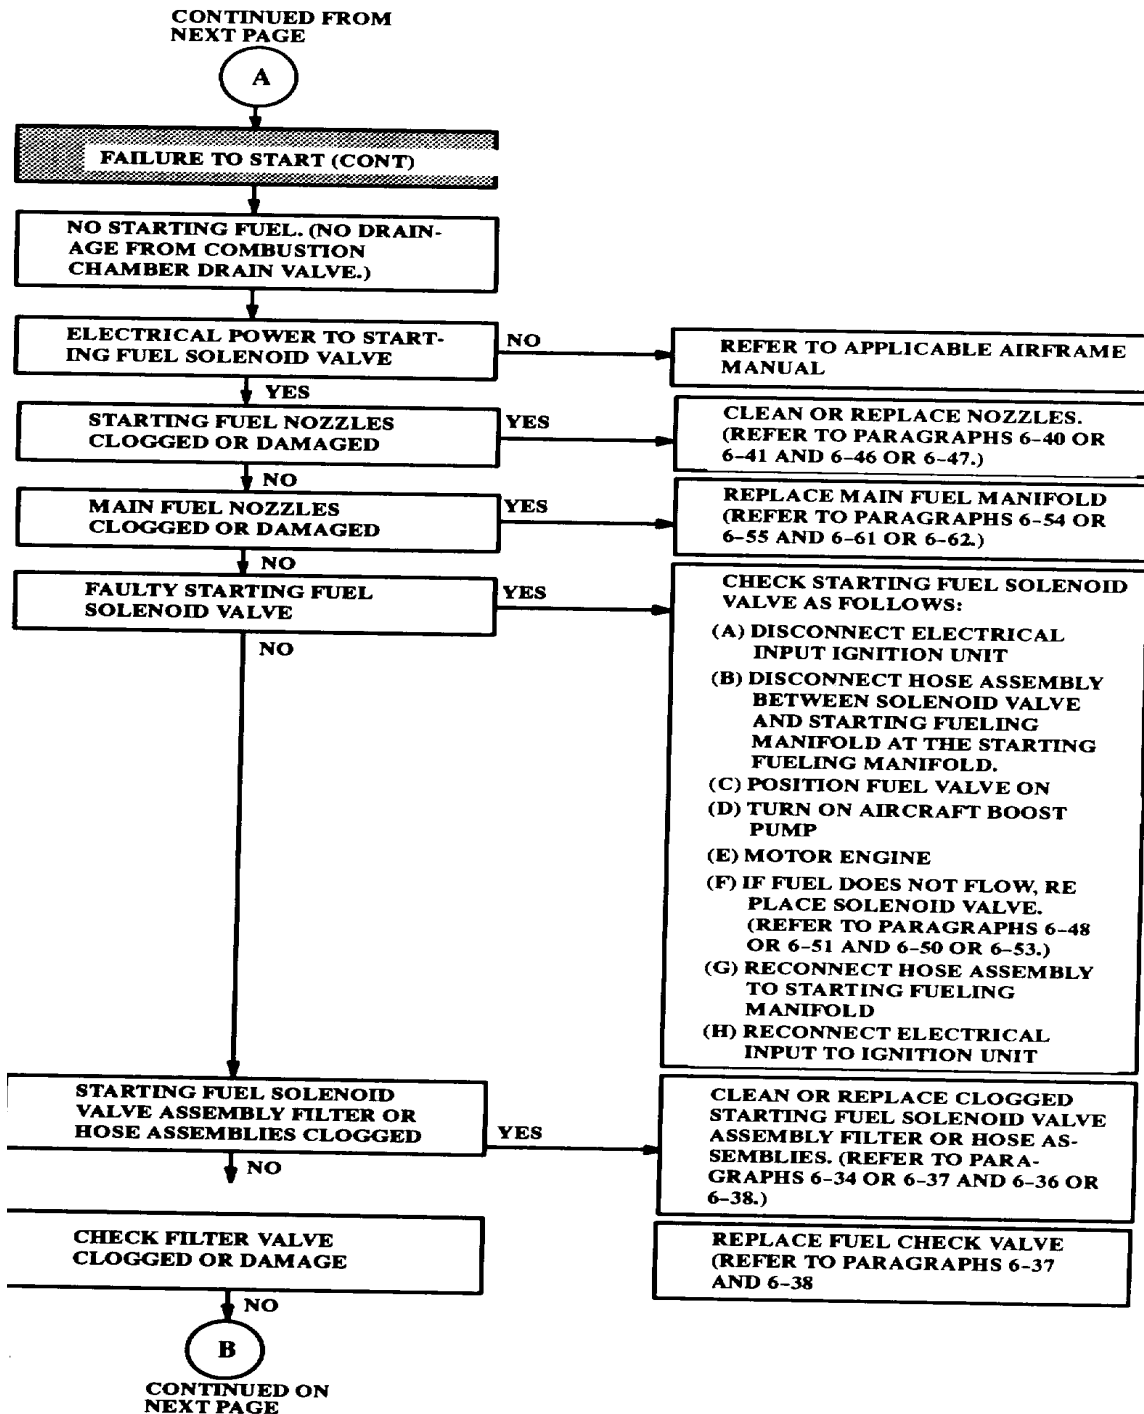 CONTINUED FROM
NEXT PAGE
A
FAILURE TO START (CONT)
NO STARTING FUEL. (NO DRAIN-
AGE FROM COMBUSTION
CHAMBER DRAIN VALVE.)
ELECTRICAL POWER TO START-
ING FUEL SOLENOID VALVE
NO
REFER TO APPLICABLE AIRFRAME
MANUAL
YES
STARTING FUEL NOZZLES
CLOGGED OR DAMAGED
YES
CLEAN OR REPLACE NOZZLES.
(REFER TO PARAGRAPHS 6-40 OR
6-41 AND 6-46 OR 6-47.)
NO
MAIN FUEL NOZZLES
CLOGGED OR DAMAGED
YES
REPLACE MAIN FUEL MANIFOLD
(REFER TO PARAGRAPHS 6-54 OR
6-55 AND 6-61 OR 6-62.)
NO
FAULTY STARTING FUEL
SOLENOID VALVE
YES
CHECK STARTING FUEL SOLENOID
VALVE AS FOLLOWS:
(A) DISCONNECT ELECTRICAL
INPUT IGNITION UNIT
(B) DISCONNECT HOSE ASSEMBLY
BETWEEN SOLENOID VALVE
AND STARTING FUELING
MANIFOLD AT THE STARTING
FUELING MANIFOLD.
(C) POSITION FUEL VALVE ON
(D) TURN ON AIRCRAFT BOOST
PUMP
(E) MOTOR ENGINE
(F) IF FUEL DOES NOT FLOW, RE
PLACE SOLENOID VALVE.
(REFER TO PARAGRAPHS 6-48
OR 6-51 AND 6-50 OR 6-53.)
(G) RECONNECT HOSE ASSEMBLY
TO STARTING FUELING
MANIFOLD
(H) RECONNECT ELECTRICAL
INPUT TO IGNITION UNIT
NO
STARTING FUEL SOLENOID
VALVE ASSEMBLY FILTER OR
HOSE ASSEMBLIES CLOGGED
YES
CLEAN OR REPLACE CLOGGED
STARTING FUEL SOLENOID VALVE
ASSEMBLY FILTER OR HOSE AS-
SEMBLIES. (REFER TO PARA-
GRAPHS 6-34 OR 6-37 AND 6-36 OR
6-38.)
NO
CHECK FILTER VALVE
CLOGGED OR DAMAGE
REPLACE FUEL CHECK VALVE
(REFER TO PARAGRAPHS 6-37
AND 6-38
NO
B
CONTINUED ON
NEXT PAGE